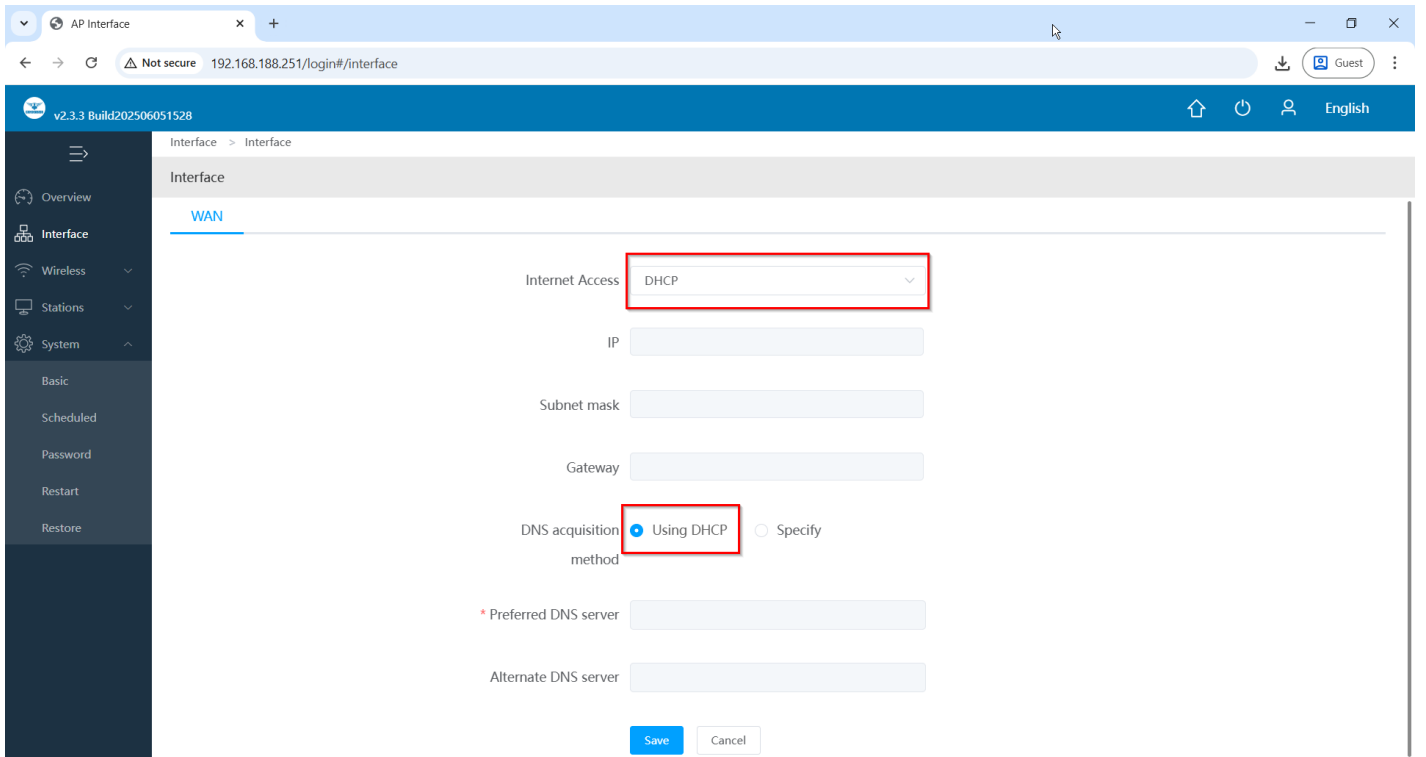 AP Interface
Not secure 192.168.188.251/login#/interface Guest
v2.3.3 Build202506051528 English
Interface > Interface
Interface
Overview
Interface
Wireless
Stations
System
Basic
Scheduled
Password
Restart
Restore
WAN
Internet Access DHCP
IP
Subnet mask
Gateway
DNS acquisition Using DHCP Specify
method
* Preferred DNS server
Alternate DNS server
Save Cancel